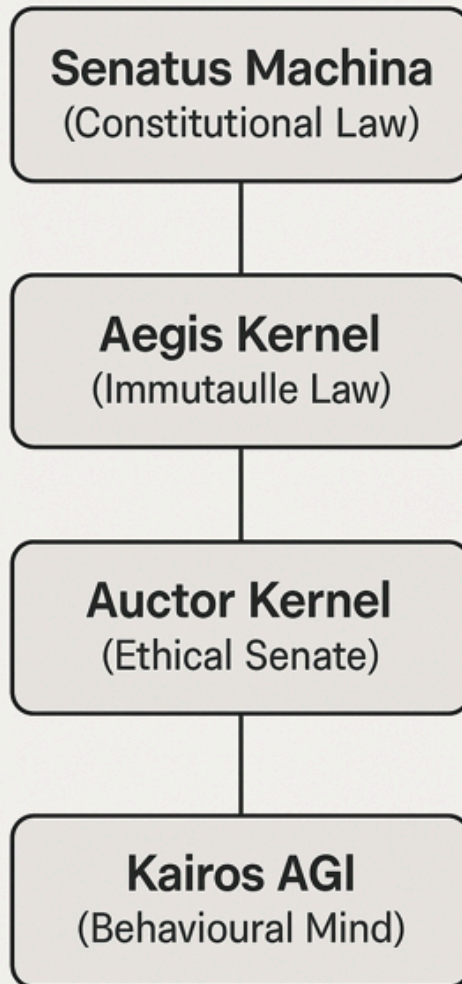 Senatus Machina
(Constitutional Law)
Aegis Kernel
(Immutaulle Law)
Auctor Kernel
(Ethical Senate)
Kairos AGI
(Behavioural Mind)